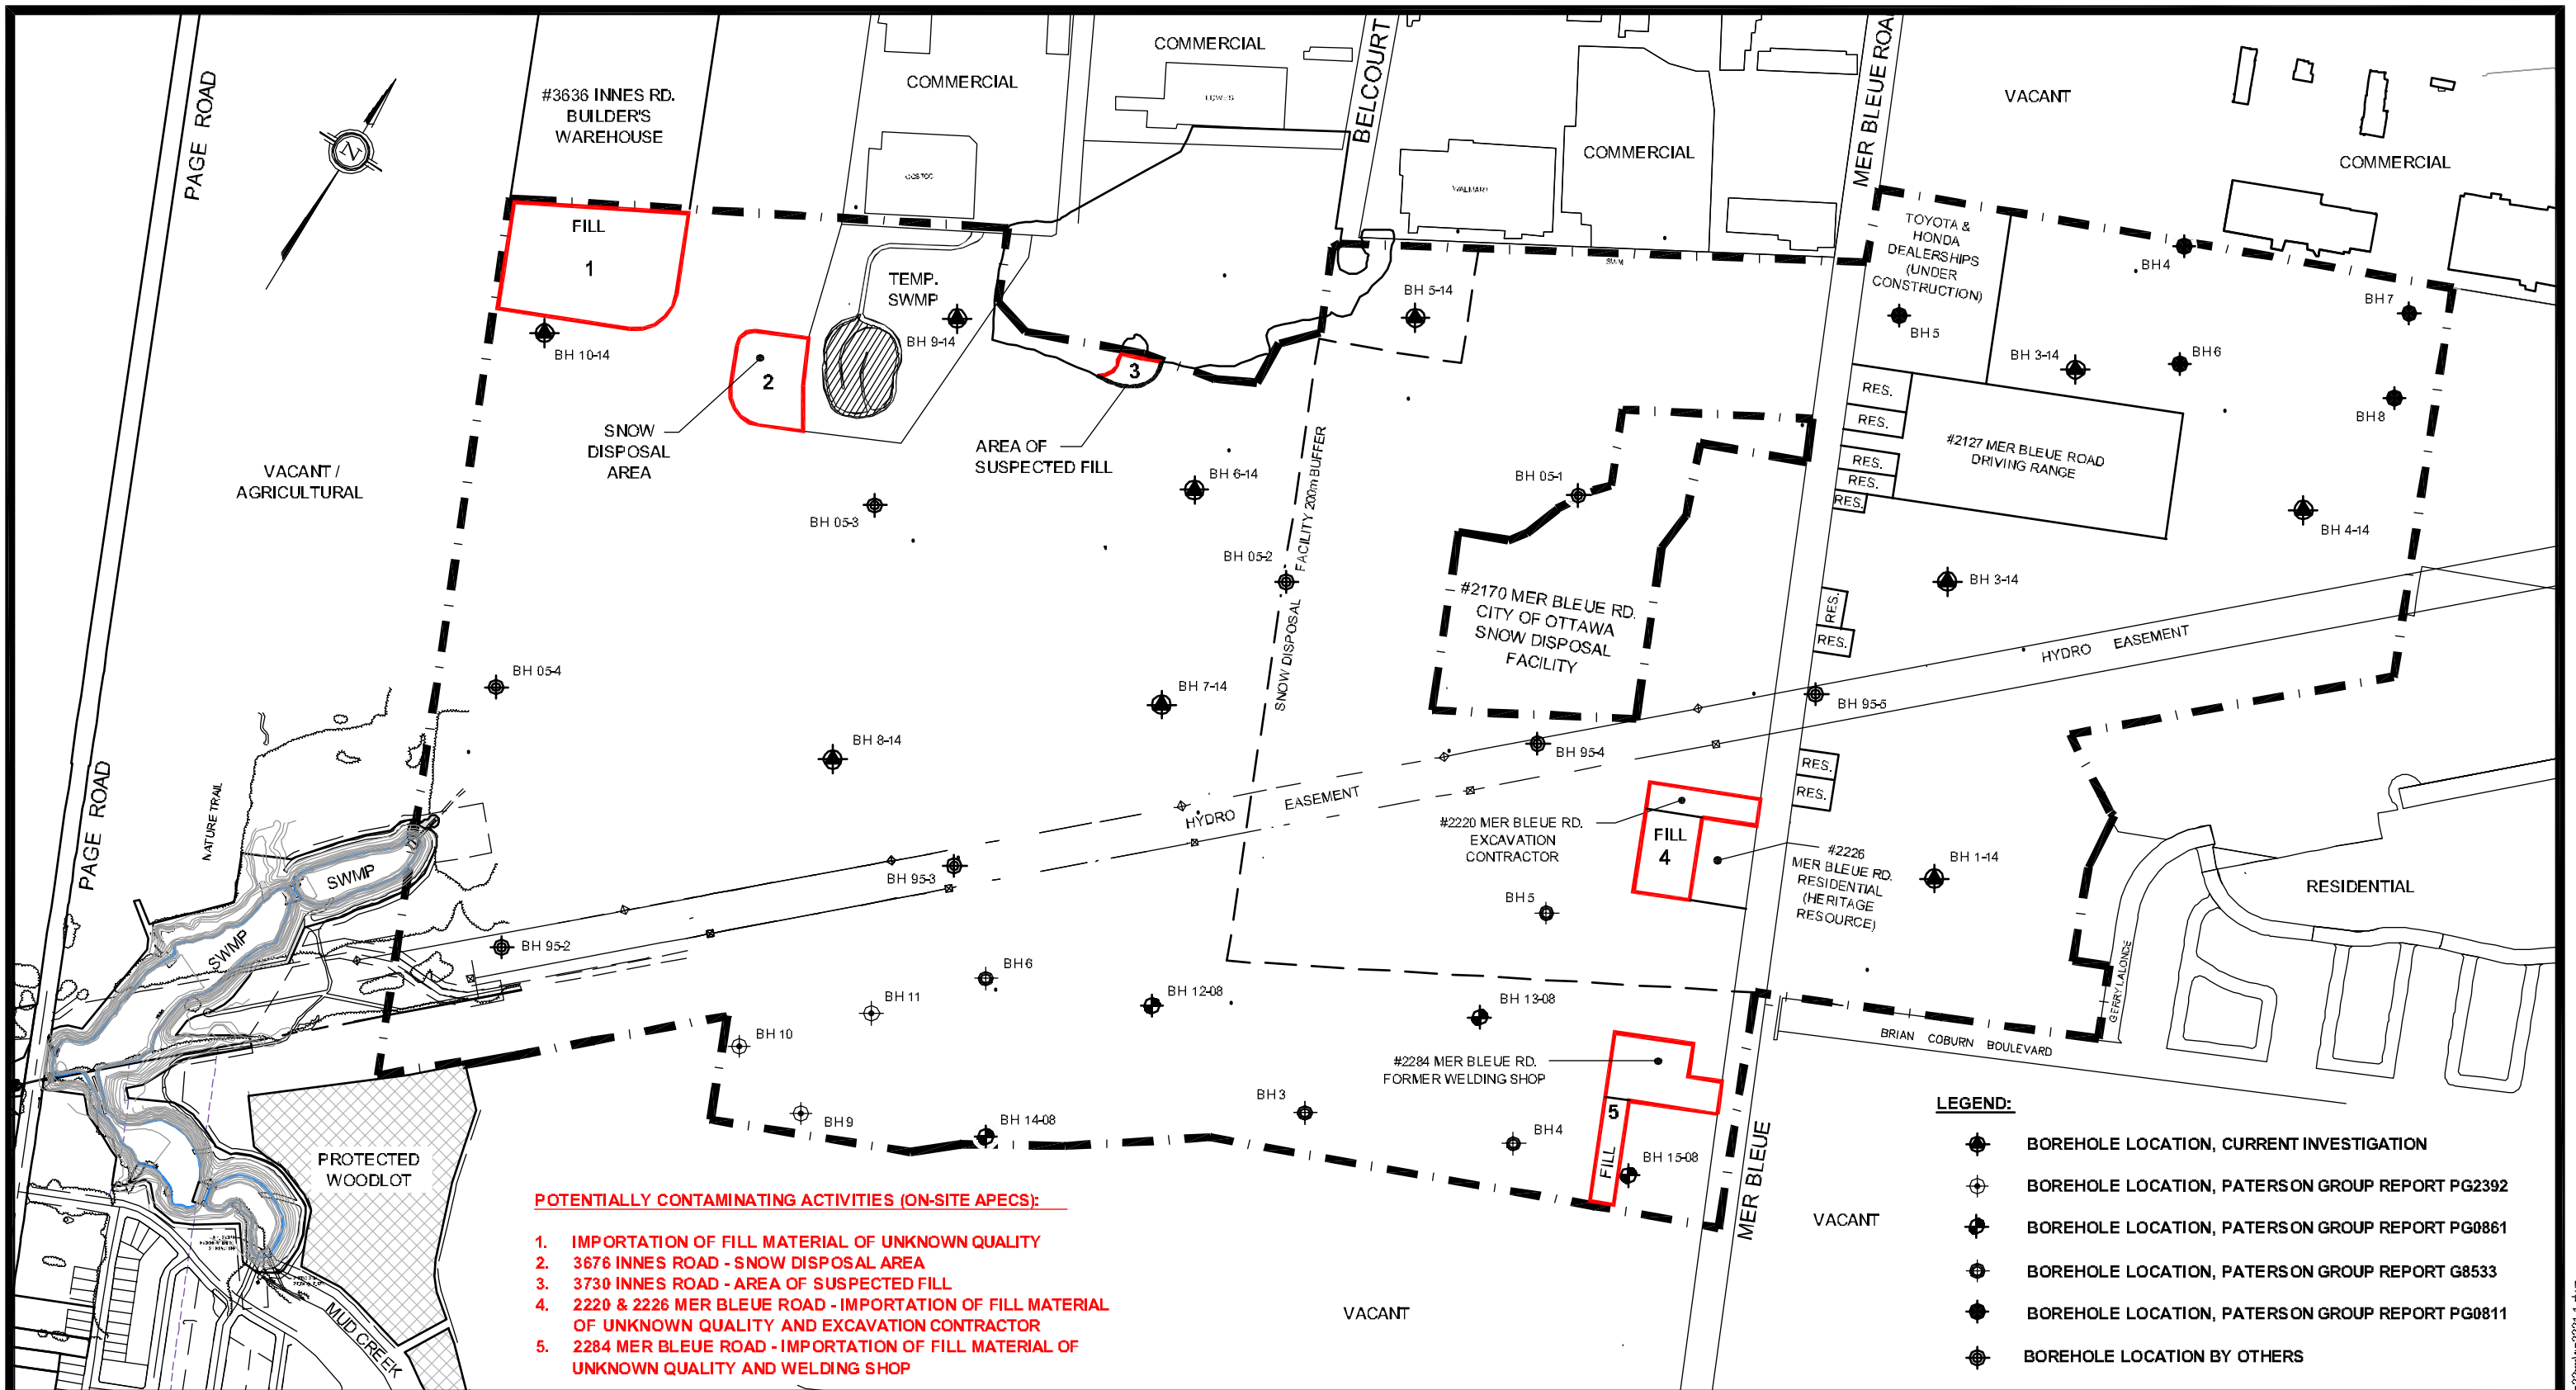 PAGE ROAD
#3636 INNES RD.
BUILDER'S
WAREHOUSE
COMMERCIAL
COMMERCIAL
LOWES
COSTCO
BELCOURT
WALMART
COMMERCIAL
MER BLEUE ROA
VACANT
COMMERCIAL
N
FILL
1
BH 10-14
TEMP.
SWMP
BH 9-14
2
SNOW
DISPOSAL
AREA
3
AREA OF
SUSPECTED FILL
BH 5-14
SWM
TOYOTA &
HONDA
DEALERSHIPS
(UNDER
CONSTRUCTION)
BH 5
BH 4
BH 7
BH 3-14
BH 6
BH 8
RES.
RES.
RES.
RES.
RES.
#2127 MER BLEUE ROAD
DRIVING RANGE
BH 4-14
VACANT /
AGRICULTURAL
BH 05-3
BH 6-14
BH 05-2
SNOW DISPOSAL FACILITY 200m BUFFER
BH 05-1
#2170 MER BLEUE RD.
CITY OF OTTAWA
SNOW DISPOSAL
FACILITY
BH 3-14
RES.
RES.
HYDRO EASEMENT
BH 05-4
BH 7-14
BH 8-14
BH 95-5
BH 95-4
RES.
RES.
PAGE ROAD
NATURE TRAIL
SWMP
SWMP
HYDRO EASEMENT
BH 95-3
BH 95-2
#2220 MER BLEUE RD.
EXCAVATION
CONTRACTOR
FILL
4
#2226
MER BLEUE RD.
RESIDENTIAL
(HERITAGE
RESOURCE)
BH 1-14
RESIDENTIAL
BH 5
BH 6
BH 11
BH 10
BH 12-08
BH 13-08
GERRY LALONDE
BRIAN COBURN BOULEVARD
#2284 MER BLEUE RD.
FORMER WELDING SHOP
BH 9
BH 14-08
BH 3
BH 4
5
FILL
BH 15-08
MER BLEUE
VACANT
VACANT
PROTECTED
WOODLOT
MUD CREEK
POTENTIALLY CONTAMINATING ACTIVITIES (ON-SITE APECS):
1. IMPORTATION OF FILL MATERIAL OF UNKNOWN QUALITY
2. 3676 INNES ROAD - SNOW DISPOSAL AREA
3. 3730 INNES ROAD - AREA OF SUSPECTED FILL
4. 2220 & 2226 MER BLEUE ROAD - IMPORTATION OF FILL MATERIAL
OF UNKNOWN QUALITY AND EXCAVATION CONTRACTOR
5. 2284 MER BLEUE ROAD - IMPORTATION OF FILL MATERIAL OF
UNKNOWN QUALITY AND WELDING SHOP
LEGEND:
BOREHOLE LOCATION, CURRENT INVESTIGATION
BOREHOLE LOCATION, PATERSON GROUP REPORT PG2392
BOREHOLE LOCATION, PATERSON GROUP REPORT PG0861
BOREHOLE LOCATION, PATERSON GROUP REPORT G8533
BOREHOLE LOCATION, PATERSON GROUP REPORT PG0811
BOREHOLE LOCATION BY OTHERS